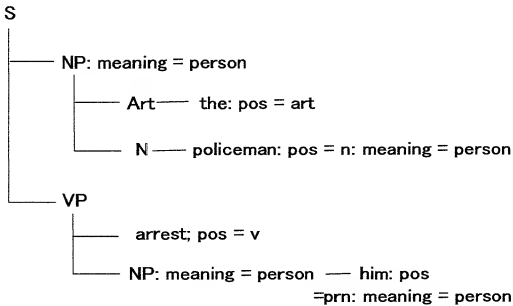 S
NP: meaning = person
Art the: pos = art
N policeman: pos = n: meaning = person
VP
arrest; pos = v
NP: meaning = person him: pos
=prn: meaning = person